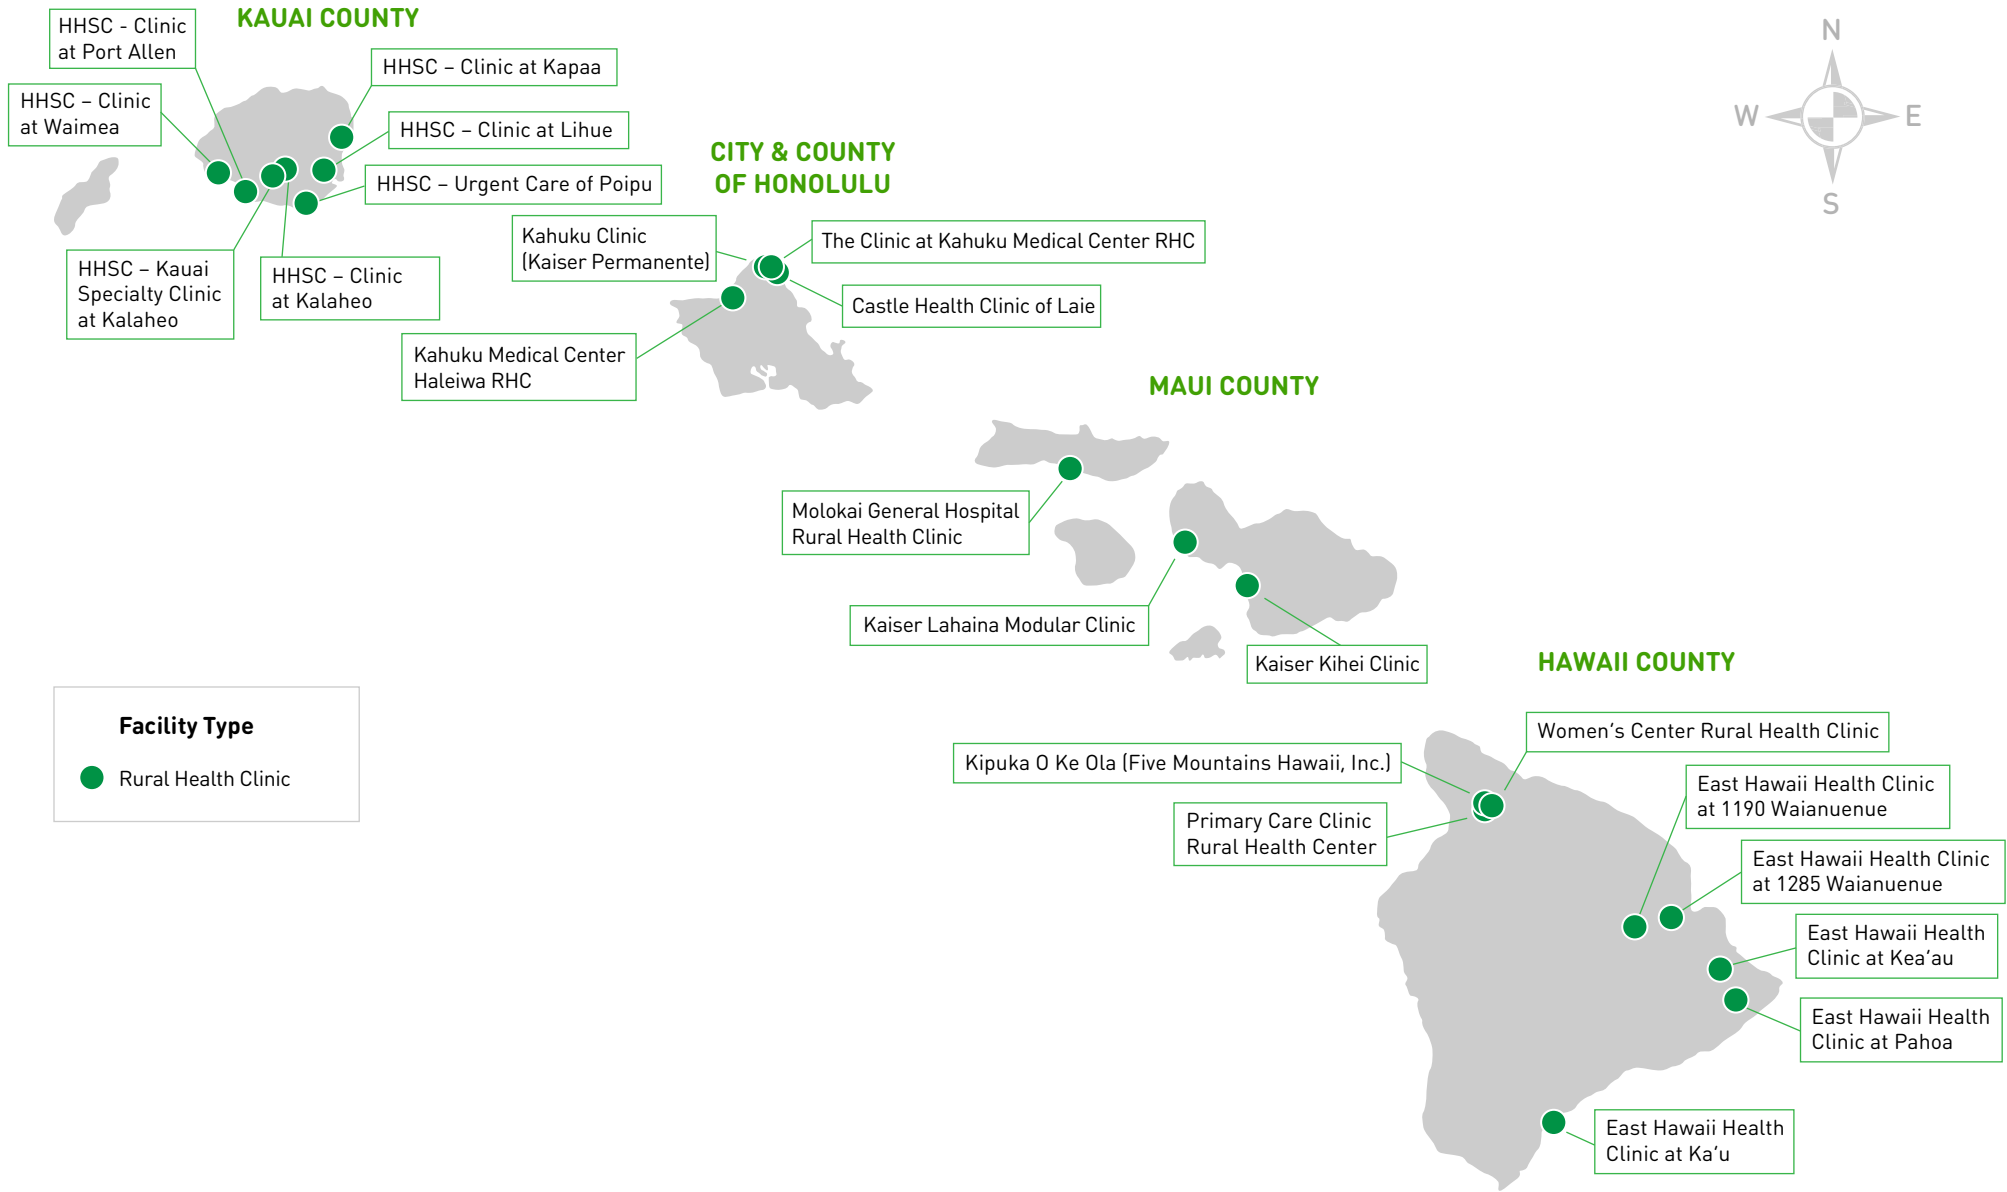 KAUAI COUNTY
HHSC - Clinic
at Port Allen
HHSC – Clinic at Kapaa
HHSC – Clinic
at Waimea
HHSC – Clinic at Lihue
HHSC – Urgent Care of Poipu
HHSC – Kauai
Specialty Clinic
at Kalaheo
HHSC – Clinic
at Kalaheo
N
W
E
S
CITY & COUNTY
OF HONOLULU
Kahuku Clinic
(Kaiser Permanente)
The Clinic at Kahuku Medical Center RHC
Castle Health Clinic of Laie
Kahuku Medical Center
Haleiwa RHC
MAUI COUNTY
Molokai General Hospital
Rural Health Clinic
Kaiser Lahaina Modular Clinic
Kaiser Kihei Clinic
HAWAII COUNTY
Women's Center Rural Health Clinic
Kipuka O Ke Ola (Five Mountains Hawaii, Inc.)
Primary Care Clinic
Rural Health Center
East Hawaii Health Clinic
at 1190 Waianuenue
East Hawaii Health Clinic
at 1285 Waianuenue
East Hawaii Health
Clinic at Kea'au
East Hawaii Health
Clinic at Pahoa
East Hawaii Health
Clinic at Ka'u
Facility Type
Rural Health Clinic